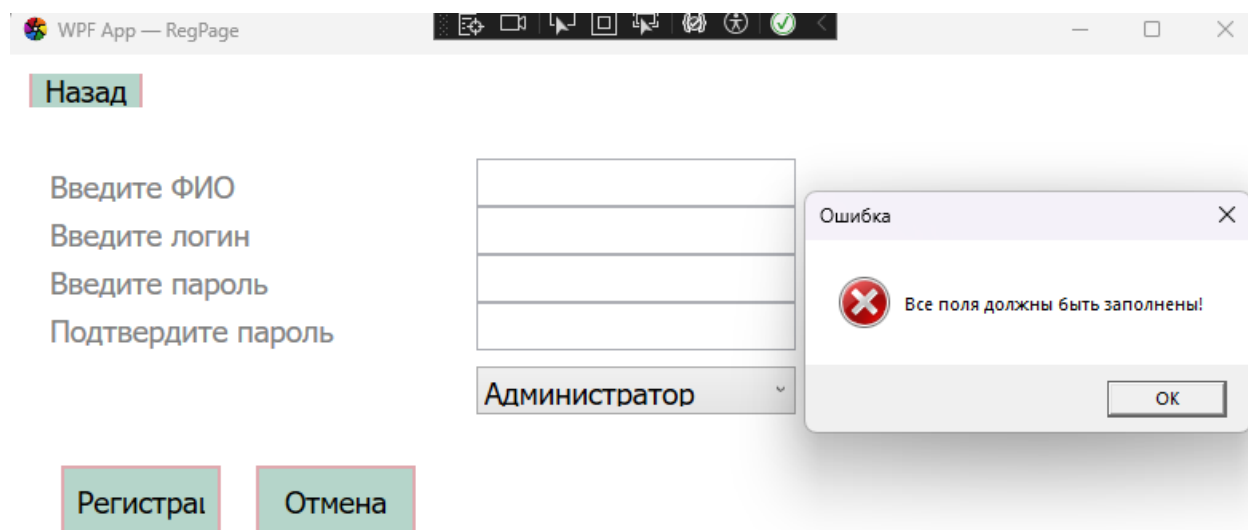 WPF App — RegPage
Назад
Введите ФИО
Введите логин
Введите пароль
Подтвердите пароль
Администратор
Регистрац
Отмена
Ошибка
Все поля должны быть заполнены!
ОК